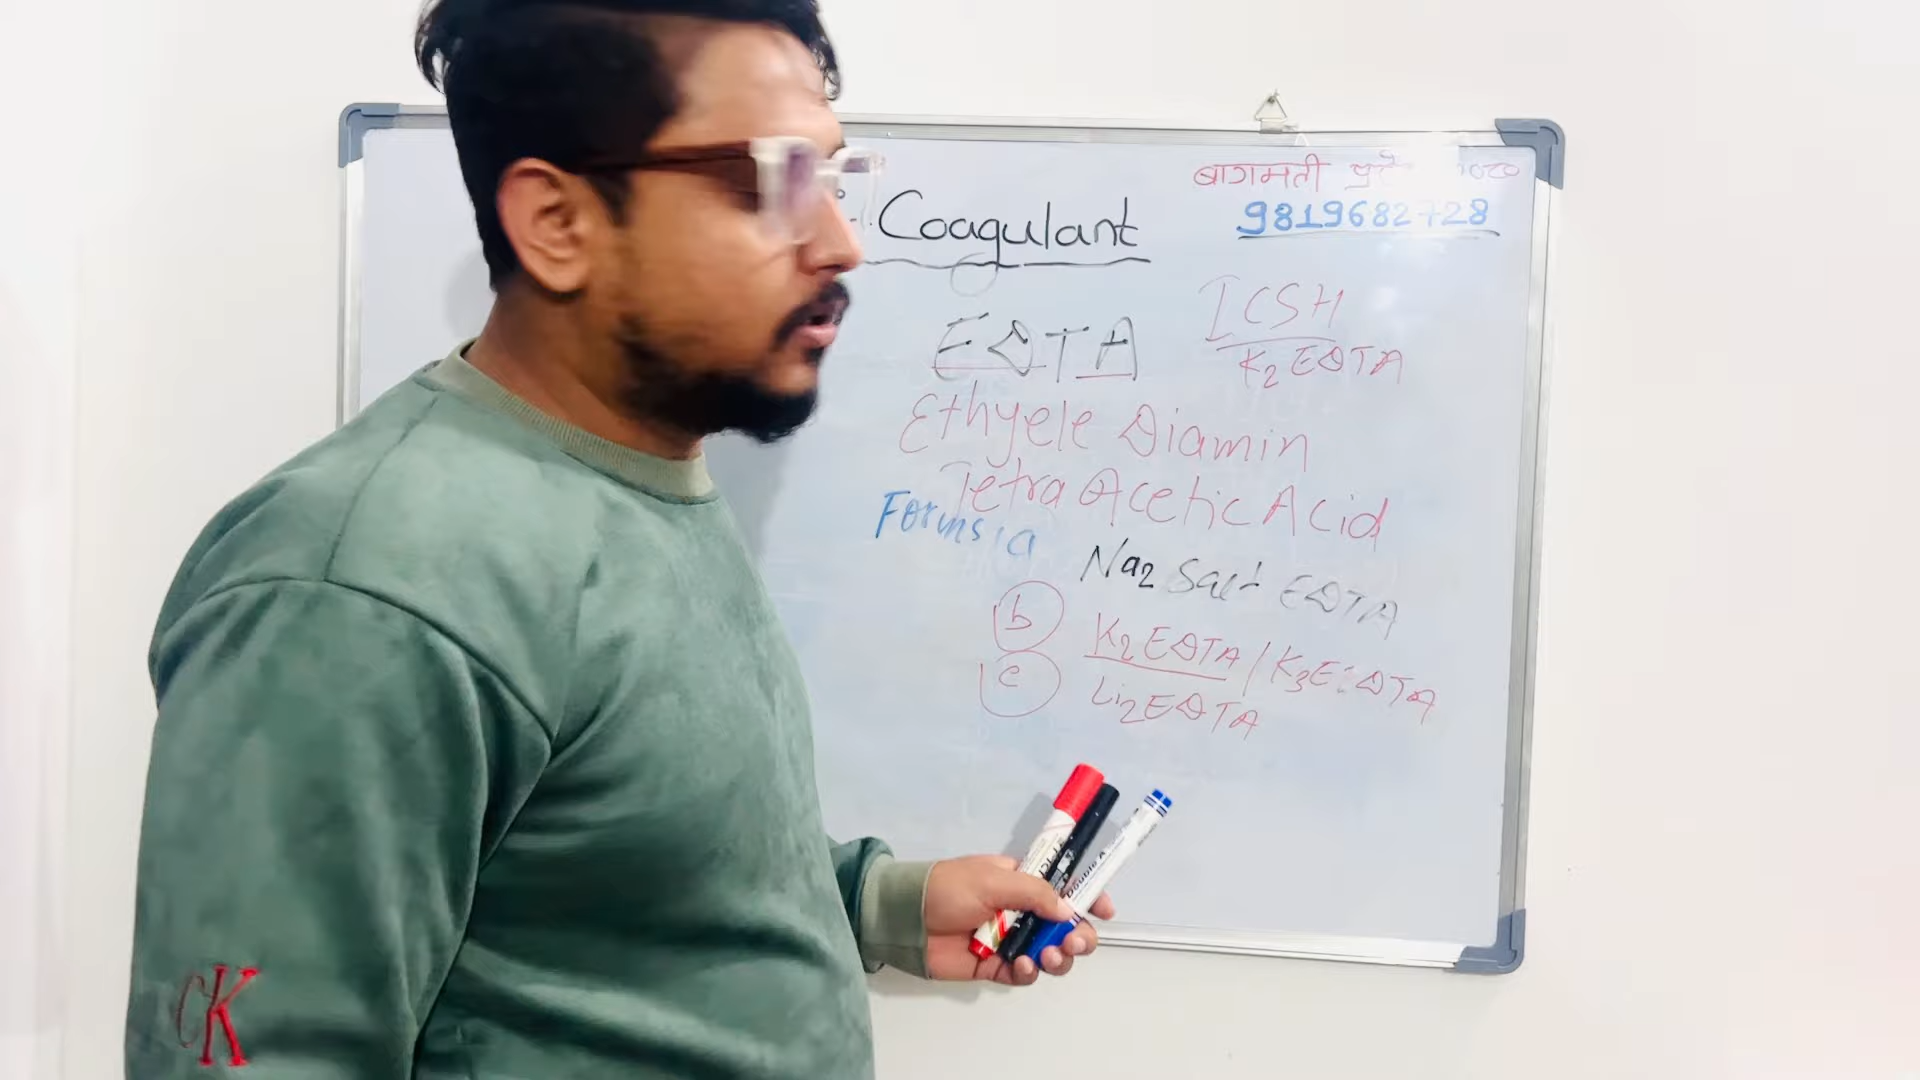 बागमती
9819682728
Coagulant
ICSH
K2 EDTA
EDTA
Ethyele Diamin
Tetra Acetic Acid
Forms
a Na2 Salt EDTA
b K2 EDTA / K3 EDTA
c Li2 EDTA
CK